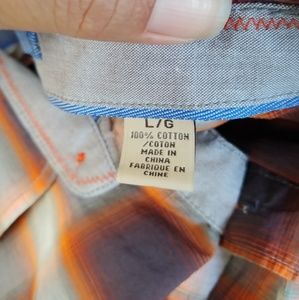 L/G
100% COTTON
/COTON
MADE IN
CHINA
FABRIQUE EN
CHINE